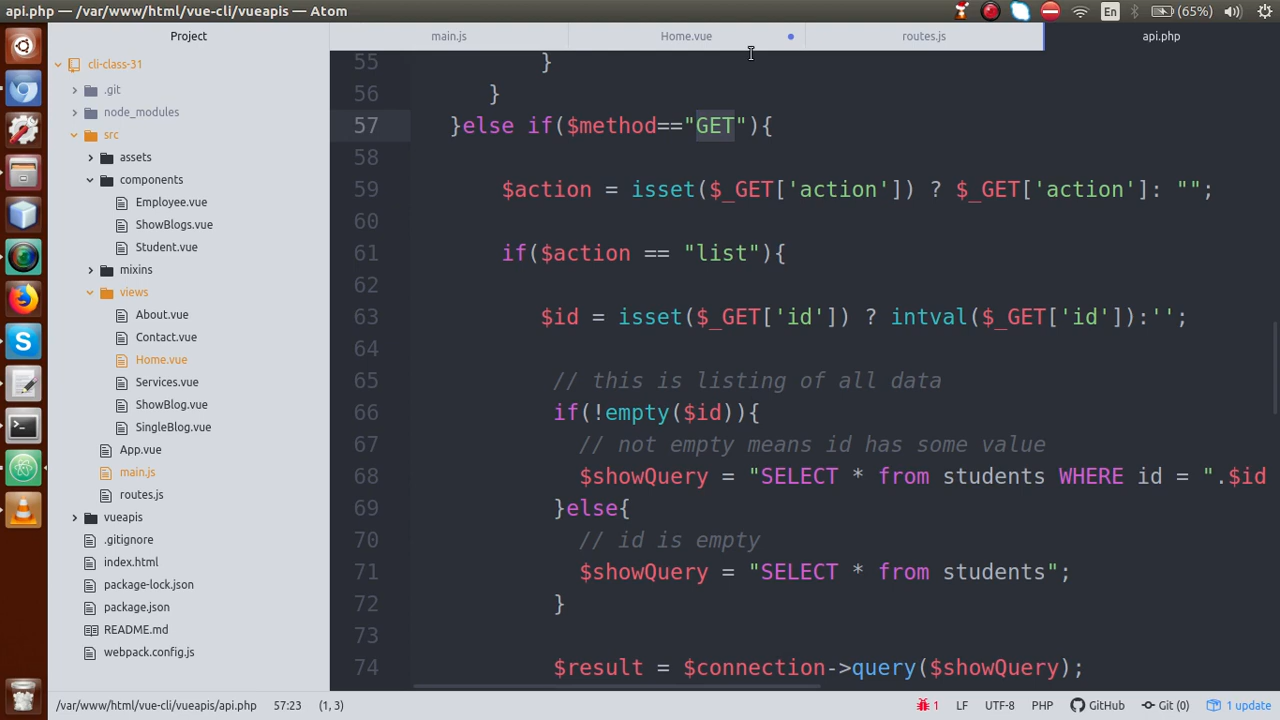 api.php — /var/www/html/vue-cli/vueapis — Atom
En
(65%)
Project
main.js
Home.vue
routes.js
api.php
cli-class-31
.git
node_modules
src
assets
components
Employee.vue
ShowBlogs.vue
Student.vue
mixins
views
About.vue
Contact.vue
Home.vue
Services.vue
ShowBlog.vue
SingleBlog.vue
App.vue
main.js
routes.js
vueapis
.gitignore
index.html
package-lock.json
package.json
README.md
webpack.config.js
55 }
56 }
57 }else if($method=="GET"){
58
59 $action = isset($_GET['action']) ? $_GET['action']: "";
60
61 if($action == "list"){
62
63 $id = isset($_GET['id']) ? intval($_GET['id']):'';
64
65 // this is listing of all data
66 if(!empty($id)){
67 // not empty means id has some value
68 $showQuery = "SELECT * from students WHERE id = ".$id
69 }else{
70 // id is empty
71 $showQuery = "SELECT * from students";
72 }
73
74 $result = $connection->query($showQuery);
/var/www/html/vue-cli/vueapis/api.php 57:23 (1, 3)
1 LF UTF-8 PHP GitHub Git (0) 1 update